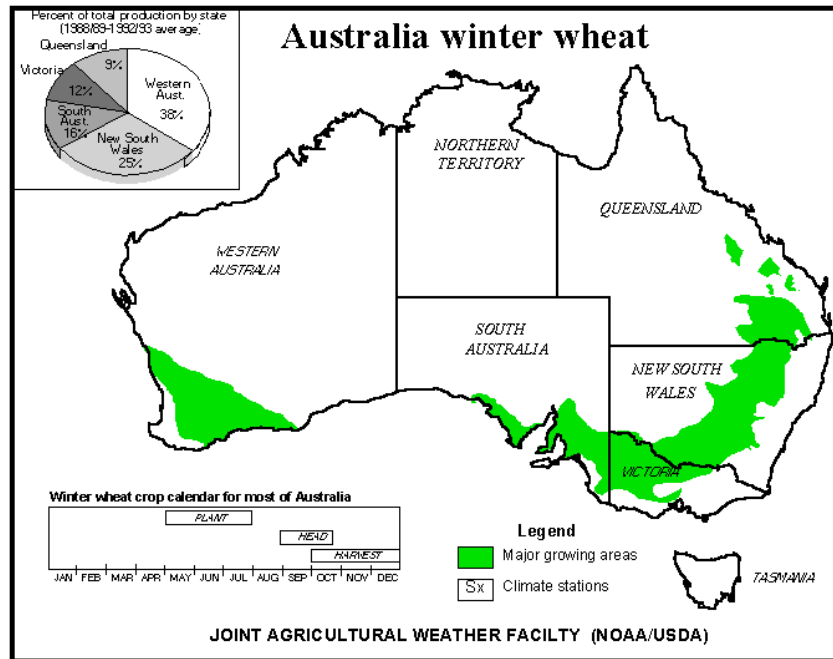 Percent of total production by state
(1988/89-1992/93 average)
Queensland
9%
Victoria
12%
Western
Aust.
38%
South
Aust.
16%
New South
Wales
25%
Australia winter wheat
NORTHERN
TERRITORY
QUEENSLAND
WESTERN
AUSTRALIA
SOUTH
AUSTRALIA
NEW SOUTH
WALES
VICTORIA
TASMANIA
Winter wheat crop calendar for most of Australia
PLANT
HEAD
HARVEST
JAN FEB MAR APR MAY JUN JUL AUG SEP OCT NOV DEC
Legend
Major growing areas
Sx Climate stations
JOINT AGRICULTURAL WEATHER FACILTY (NOAA/USDA)